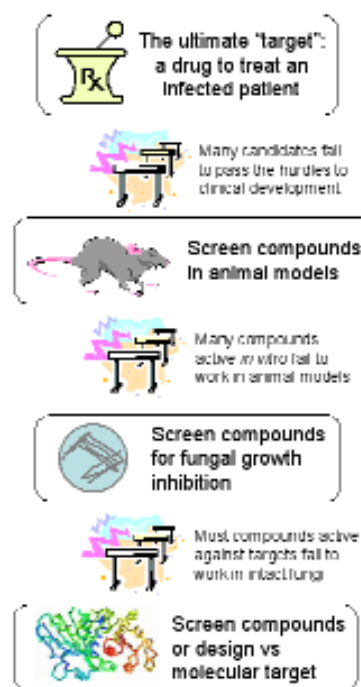 The ultimate "target":
a drug to treat an
infected patient
Rx
Many candidates fail
to pass the hurdles to
clinical development
Screen compounds
in animal models
Many compounds
active in vitro fail to
work in animal models
Screen compounds
for fungal growth
inhibition
Most compounds active
against targets fail to
work in intact fungi
Screen compounds
or design vs
molecular target